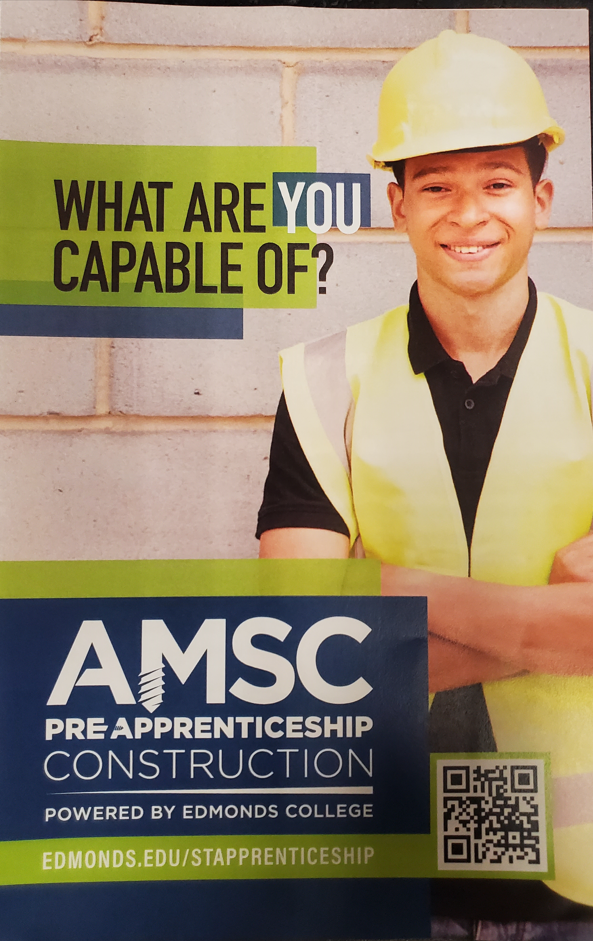 WHAT ARE YOU
CAPABLE OF?
AMSC
PRE-APPRENTICESHIP
CONSTRUCTION
POWERED BY EDMONDS COLLEGE
EDMONDS.EDU/STAPPRENTICESHIP